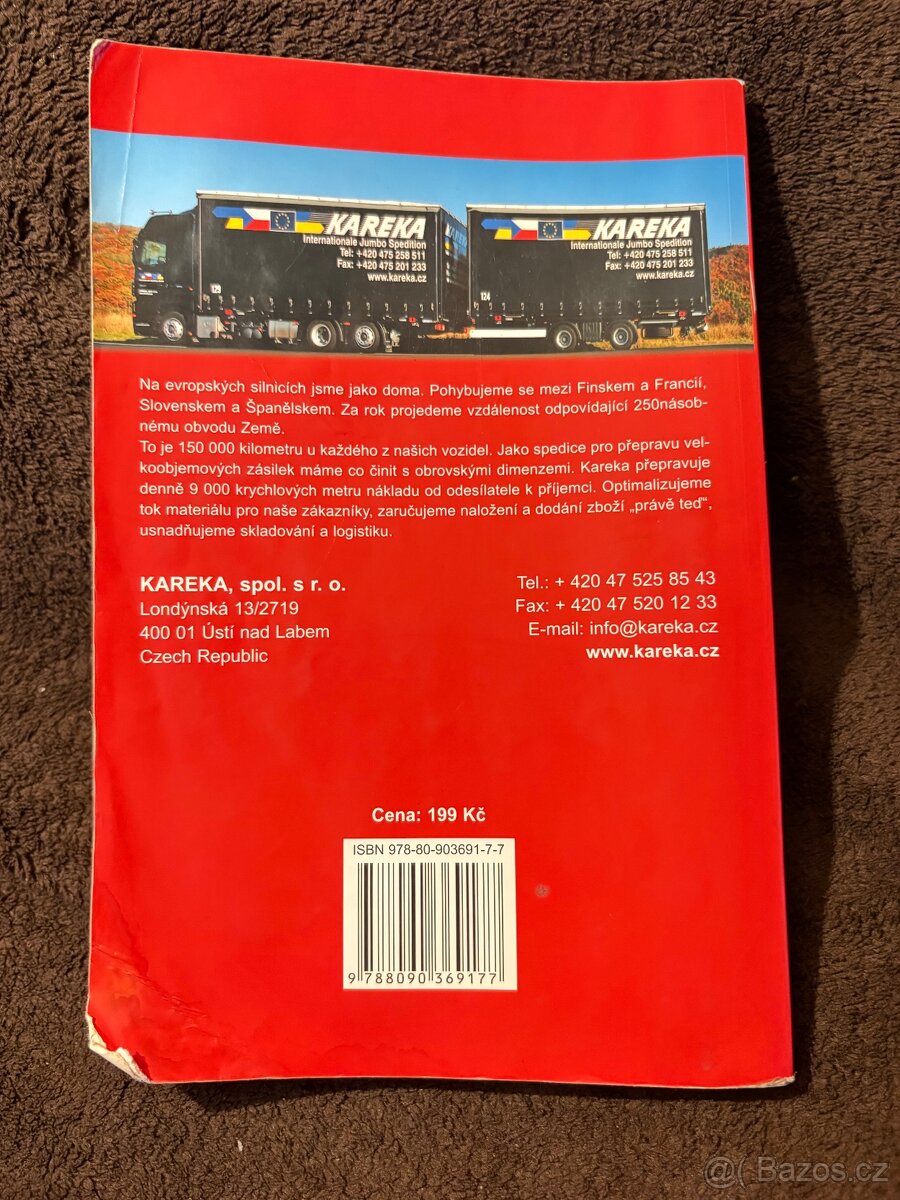 KAREKA
Internationale Jumbo Spedition
Tel: +420 475 258 511
Fax: +420 475 201 233
www.kareka.cz
129
KAREKA
Internationale Jumbo Spedition
Tel: +420 475 258 511
Fax: +420 475 201 233
www.kareka.cz
124
Na evropských silnicích jsme jako doma. Pohybujeme se mezi Finskem a Francií,
Slovenskem a Španělskem. Za rok projedeme vzdálenost odpovídající 250násob-
nému obvodu Země.
To je 150 000 kilometru u každého z našich vozidel. Jako spedice pro přepravu vel-
koobjemových zásilek máme co činit s obrovskými dimenzemi. Kareka přepravuje
denně 9 000 krychlových metru nákladu od odesílatele k příjemci. Optimalizujeme
tok materiálu pro naše zákazníky, zaručujeme naložení a dodání zboží „právě teď“,
usnadňujeme skladování a logistiku.
KAREKA, spol. s r. o.
Londýnská 13/2719
400 01 Ústí nad Labem
Czech Republic
Tel.: + 420 47 525 85 43
Fax: + 420 47 520 12 33
E-mail: info@kareka.cz
www.kareka.cz
Cena: 199 Kč
ISBN 978-80-903691-7-7
9 788090 369177
@( Bazos.cz